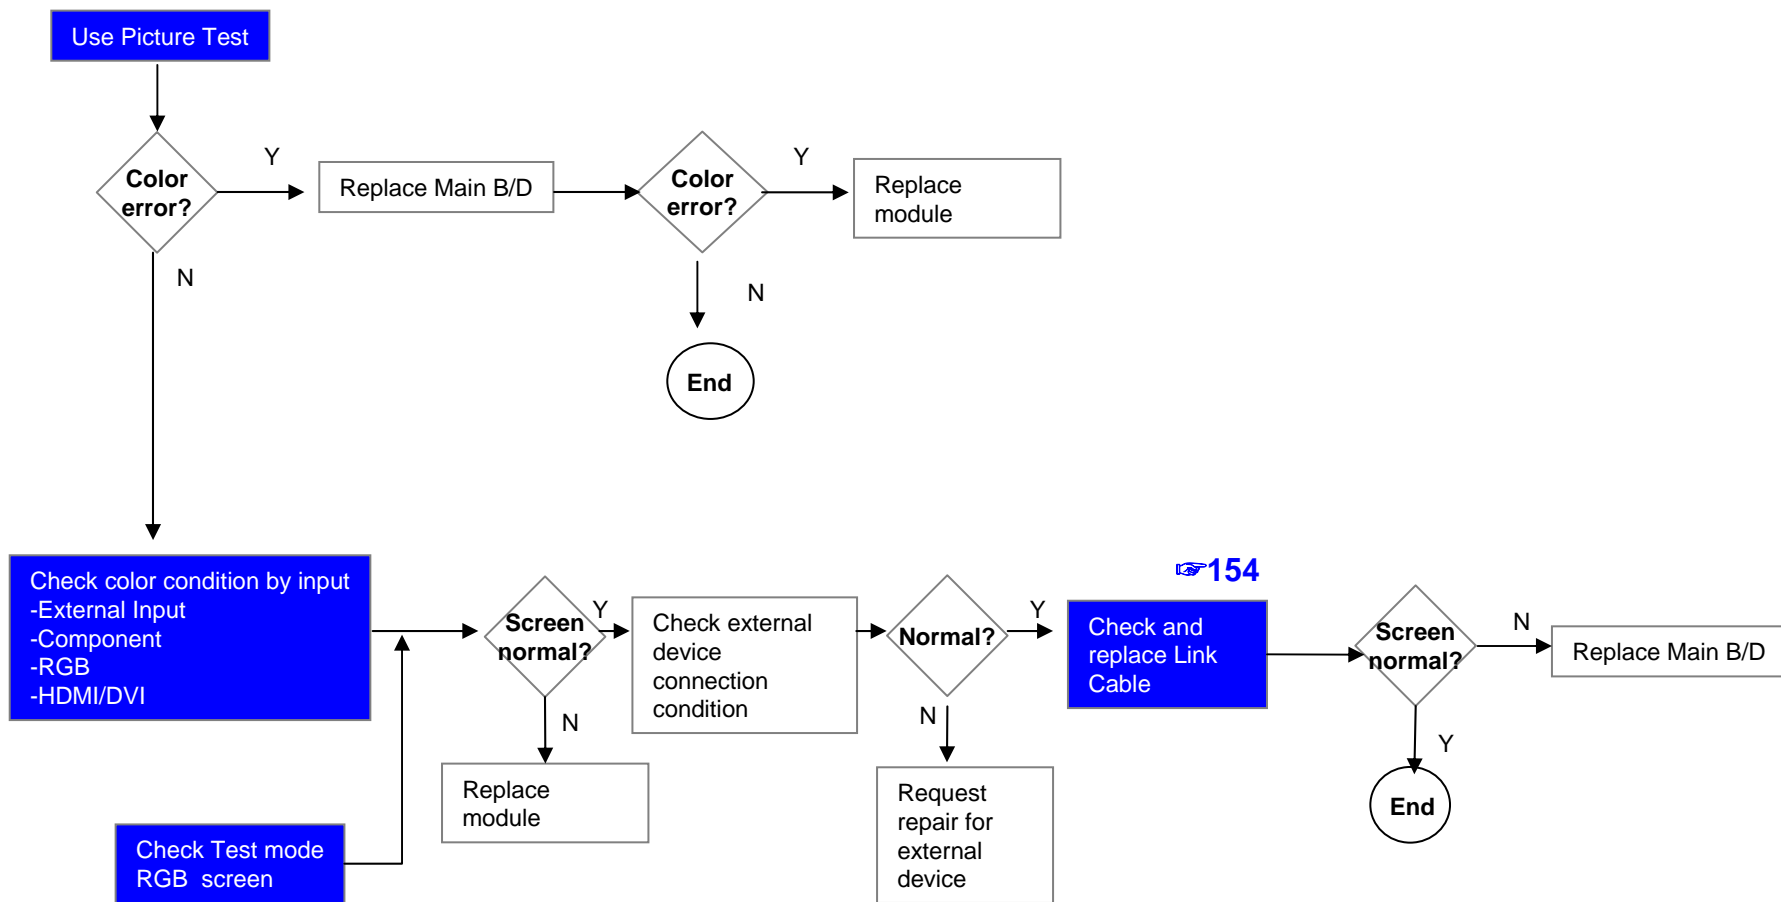 Use Picture Test
Color
error?
Y
Replace Main B/D
Color
error?
Y
Replace
module
N
N
End
Check color condition by input
-External Input
-Component
-RGB
-HDMI/DVI
Check Test mode
RGB screen
Screen
normal?
Y
N
Replace
module
Check external
device
connection
condition
Normal?
Y
N
Request
repair for
external
device
☞154
Check and
replace Link
Cable
Screen
normal?
N
Replace Main B/D
Y
End